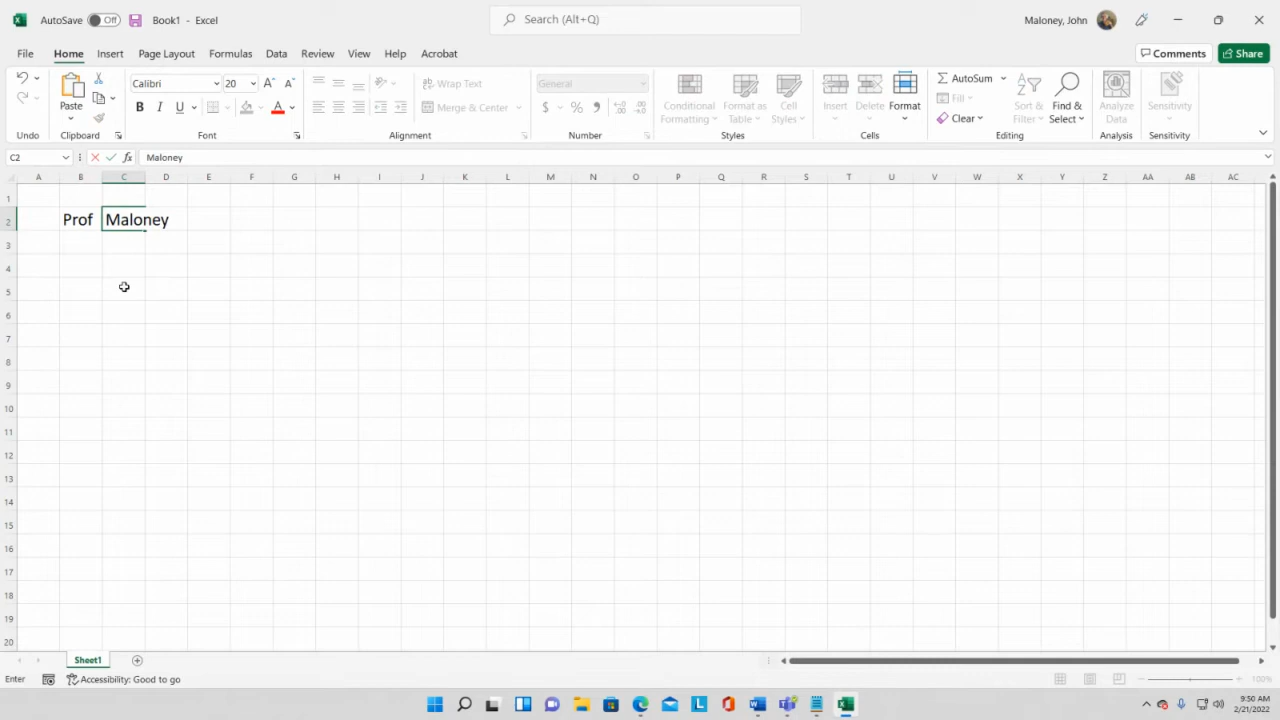 AutoSave Off Book1 - Excel Search (Alt+Q) Maloney, John
File Home Insert Page Layout Formulas Data Review View Help Acrobat Comments Share
Calibri 20 Wrap Text General AutoSum
Paste Conditional Format as Cell Insert Delete Format Fill Sort & Find & Analyze Sensitivity
B I U Merge & Center $ % Formatting Table Styles Clear Filter Select Data
Undo Clipboard Font Alignment Number Styles Cells Editing Analysis Sensitivity
C2 fx Maloney
A B C D E F G H I J K L M N O P Q R S T U V W X Y Z AA AB AC
1
2 Prof Maloney
3
4
5
6
7
8
9
10
11
12
13
14
15
16
17
18
19
20
Sheet1
Enter Accessibility: Good to go 100%
9:50 AM
2/21/2022